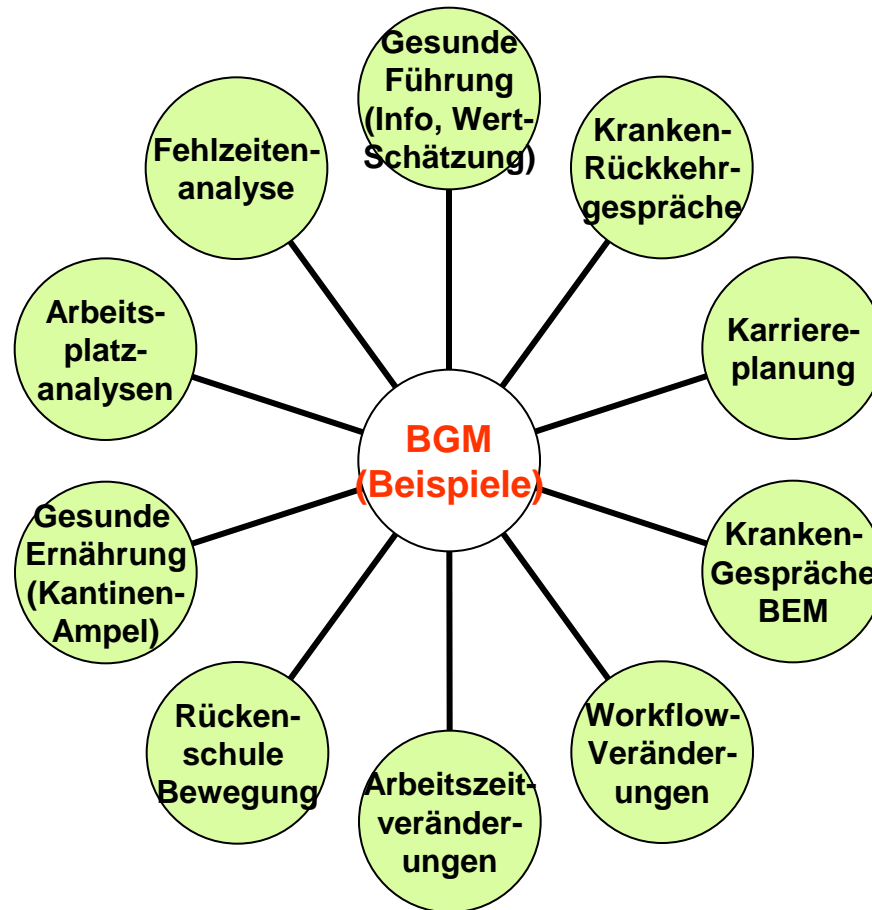 Gesunde
Führung
(Info, Wert-
Schätzung)
Kranken-
Rückkehr-
gespräche
Karriere-
planung
Kranken-
Gespräche
BEM
Workflow-
Veränder-
ungen
Arbeitszeit-
veränder-
ungen
Rücken-
schule
Bewegung
Gesunde
Ernährung
(Kantinen-
Ampel)
Arbeits-
platz-
analysen
Fehlzeiten-
analyse
BGM
(Beispiele)